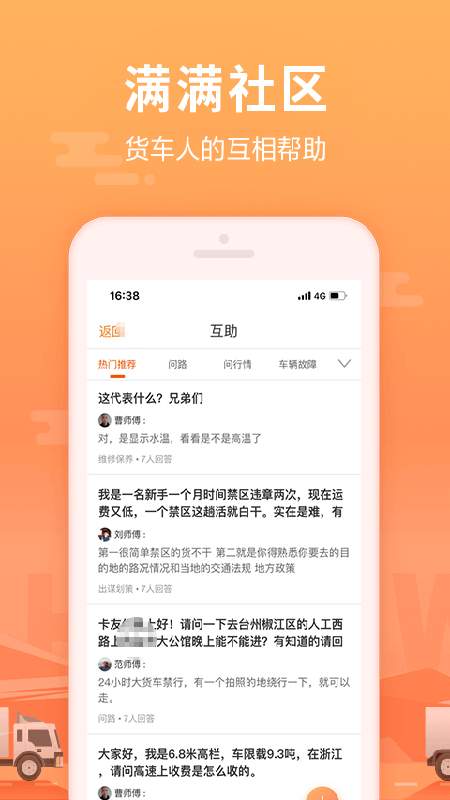 满满社区
货车人的互相帮助
16:38
4G
返回
互助
热门推荐
问路
问行情
车辆故障
这代表什么？兄弟们
曹师傅：
对，是显示水温，看看是不是高温了
维修保养 • 7人回答
我是一名新手一个月时间禁区违章两次，现在运
费又低，一个禁区这趟活就白干。实在是难，有
刘师傅：
第一很简单禁区的货不干 第二就是你得熟悉你要去的目
的地的路况情况和当地的交通法规 地方政策
出谋划策 • 7人回答
卡友 上好！请问一下去台州椒江区的人工西
路上 大公馆晚上能不能进？有知道的请回
范师傅：
24小时大货车禁行，有一个拍照的地绕行一下，就可以
走。
问路 • 7人回答
大家好，我是6.8米高栏，车限载9.3吨，在浙江
，请问高速上收费是怎么收的。
曹师傅：